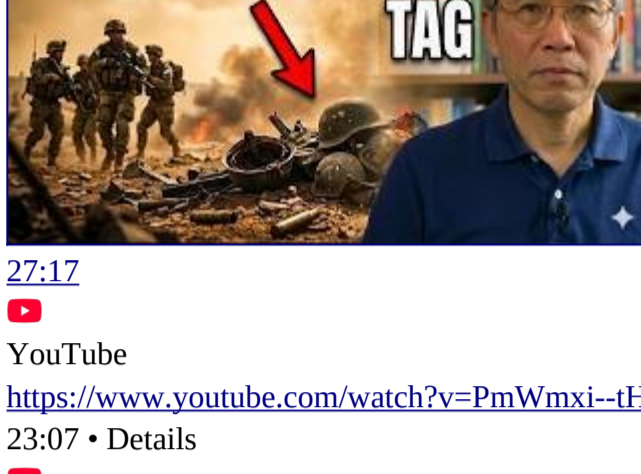 TAG
27:17
YouTube
https://www.youtube.com/watch?v=PmWmxi--tH
23:07 • Details